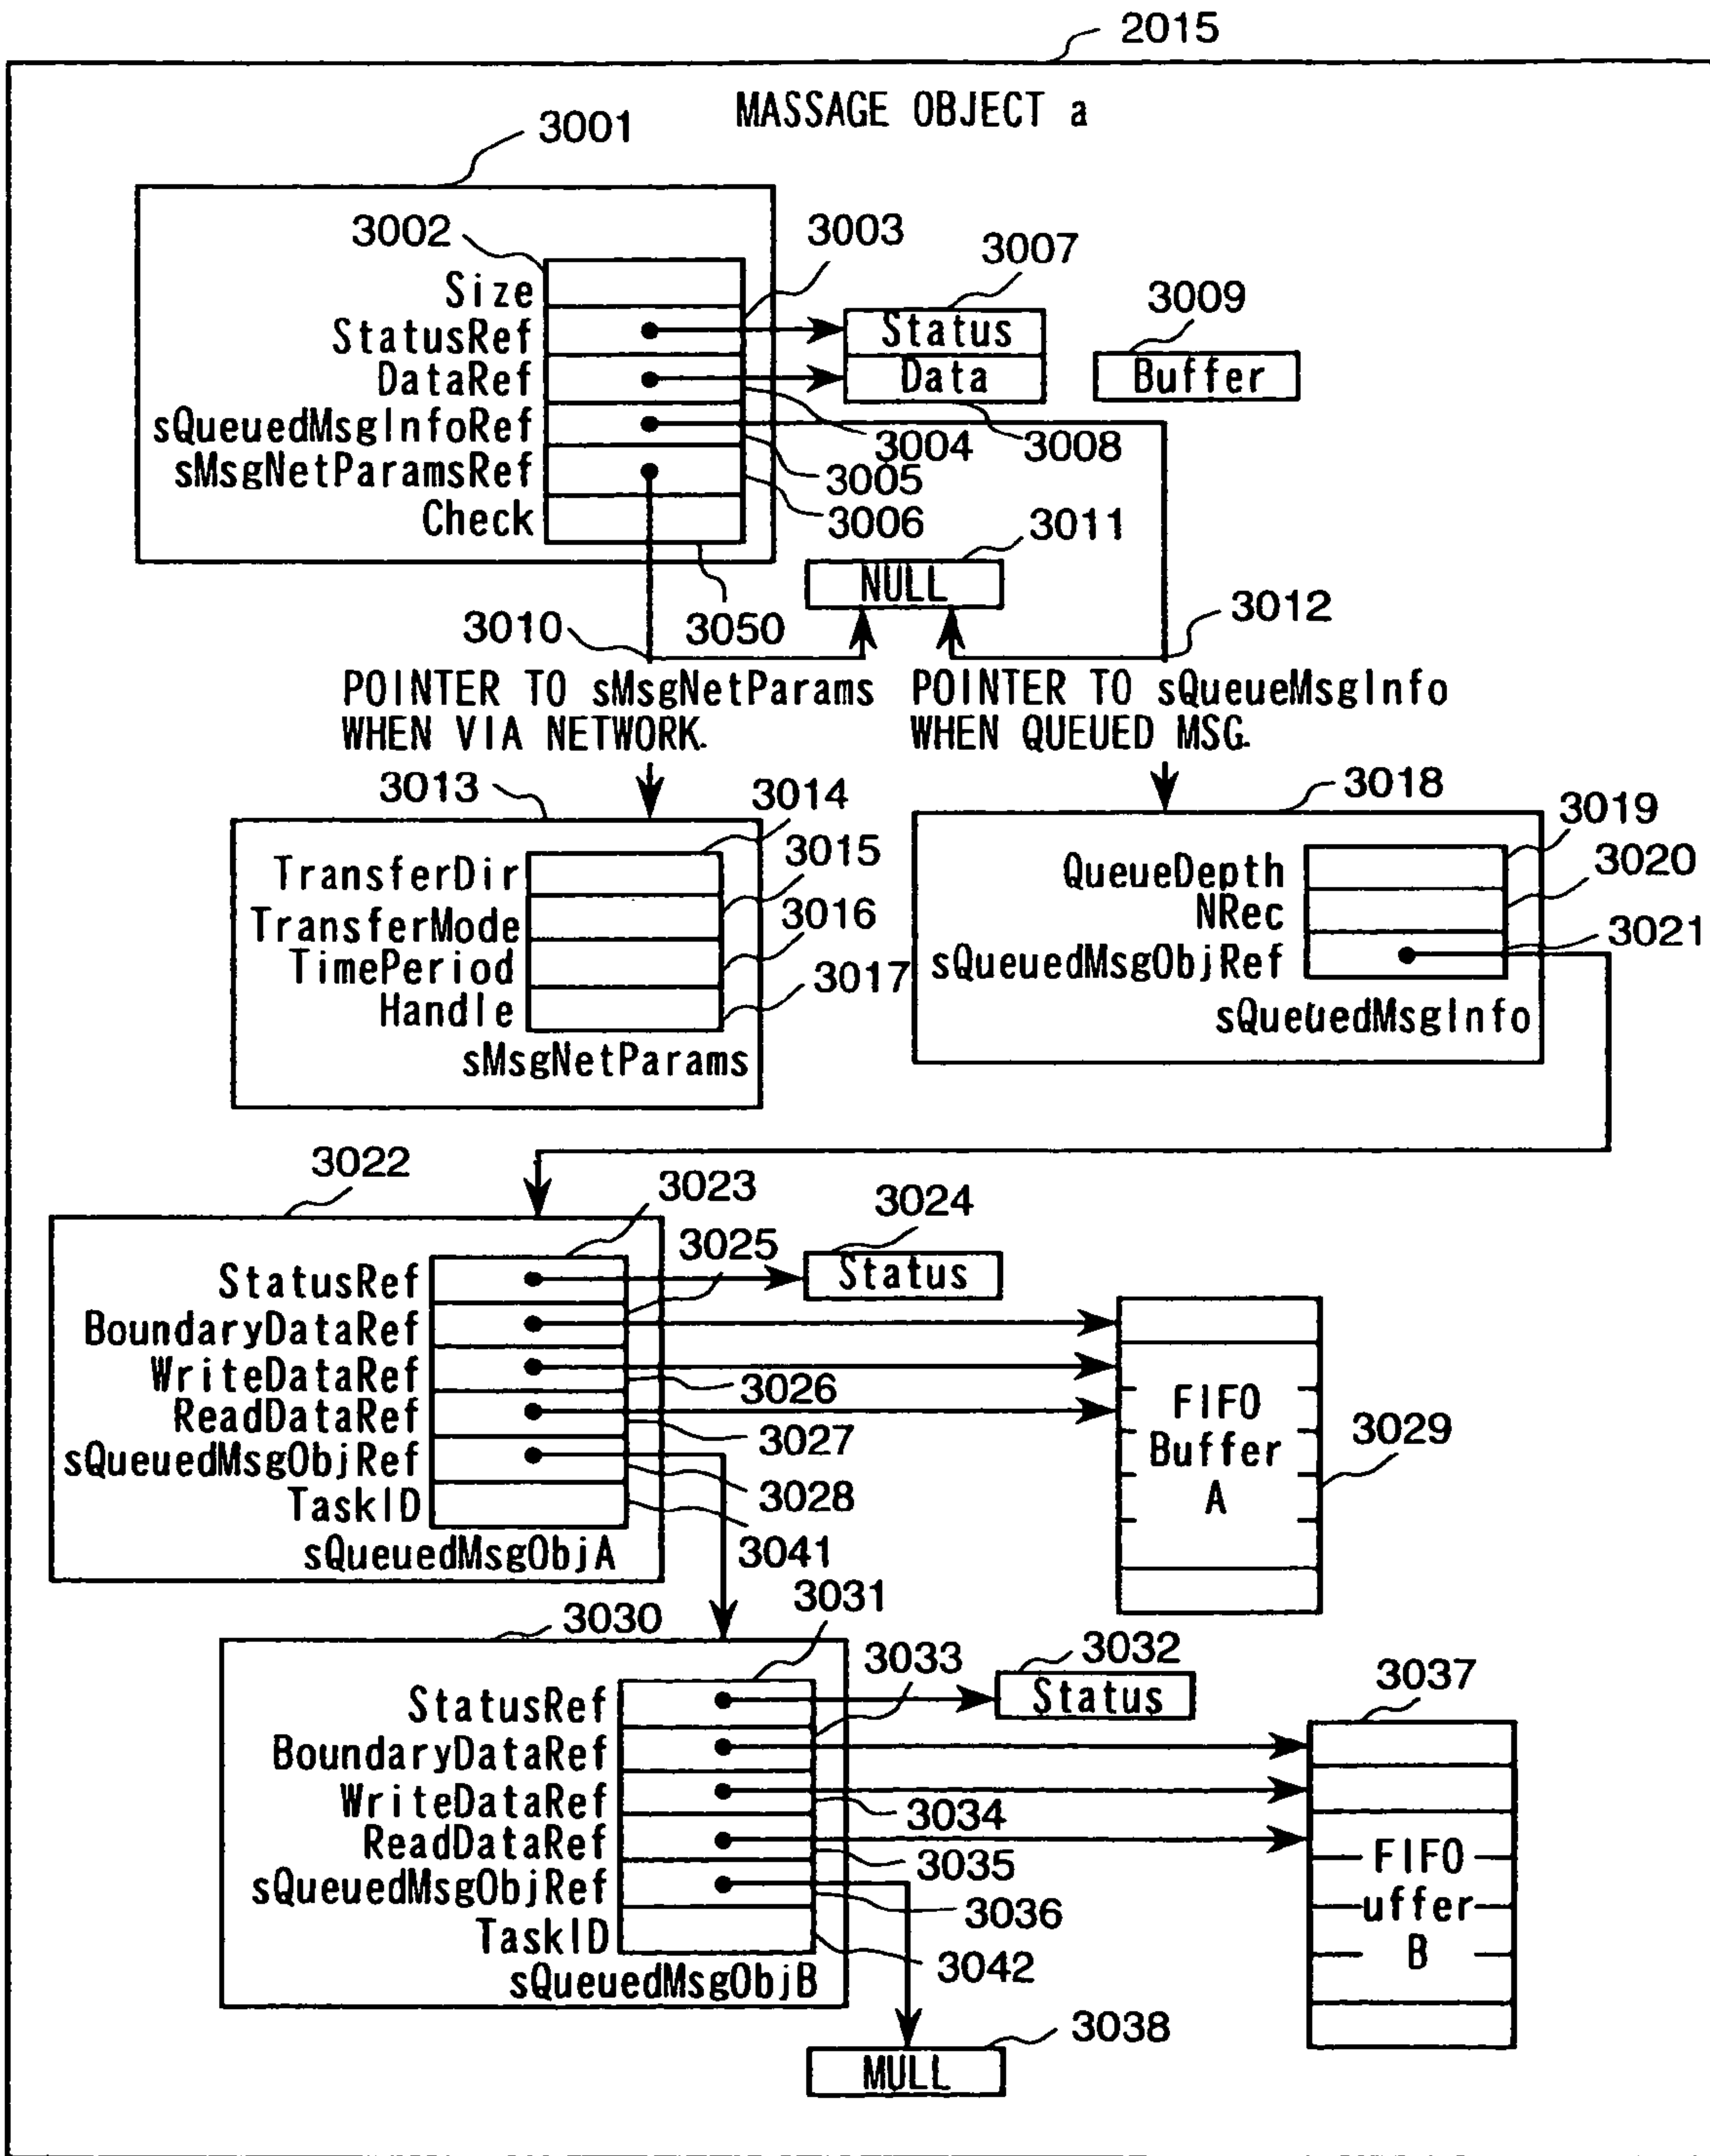 2015
MASSAGE OBJECT a
3001
3002
3003
3007
3009
Size
StatusRef
Status
DataRef
Data
Buffer
sQueuedMsgInfoRef
3004
3008
sMsgNetParamsRef
3005
Check
3006
3011
NULL
3010
3050
3012
POINTER TO sMsgNetParams
WHEN VIA NETWORK.
POINTER TO sQueueMsgInfo
WHEN QUEUED MSG.
3013
3014
3015
3016
3017
TransferDir
TransferMode
TimePeriod
Handle
sMsgNetParams
3018
3019
3020
3021
QueueDepth
NRec
sQueuedMsgObjRef
sQueuedMsgInfo
3022
3023
3024
3025
StatusRef
Status
BoundaryDataRef
WriteDataRef
3026
ReadDataRef
3027
sQueuedMsgObjRef
3028
TaskID
3041
sQueuedMsgObjA
FIFO
Buffer
A
3029
3030
3031
3032
3033
3037
StatusRef
Status
BoundaryDataRef
WriteDataRef
3034
ReadDataRef
3035
sQueuedMsgObjRef
3036
TaskID
3042
sQueuedMsgObjB
FIFO
uffer
B
3038
MULL